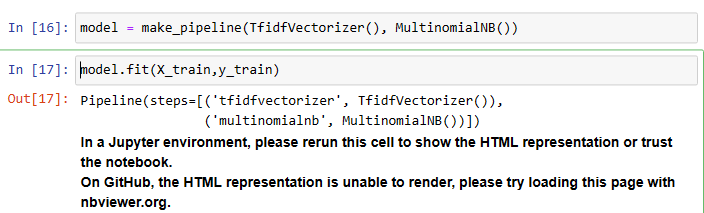 In [16]: model = make_pipeline(TfidfVectorizer(), MultinomialNB())
In [17]: model.fit(X_train,y_train)
Out[17]: Pipeline(steps=[('tfidfvectorizer', TfidfVectorizer()),
('multinomialnb', MultinomialNB())])
In a Jupyter environment, please rerun this cell to show the HTML representation or trust
the notebook.
On GitHub, the HTML representation is unable to render, please try loading this page with
nbviewer.org.